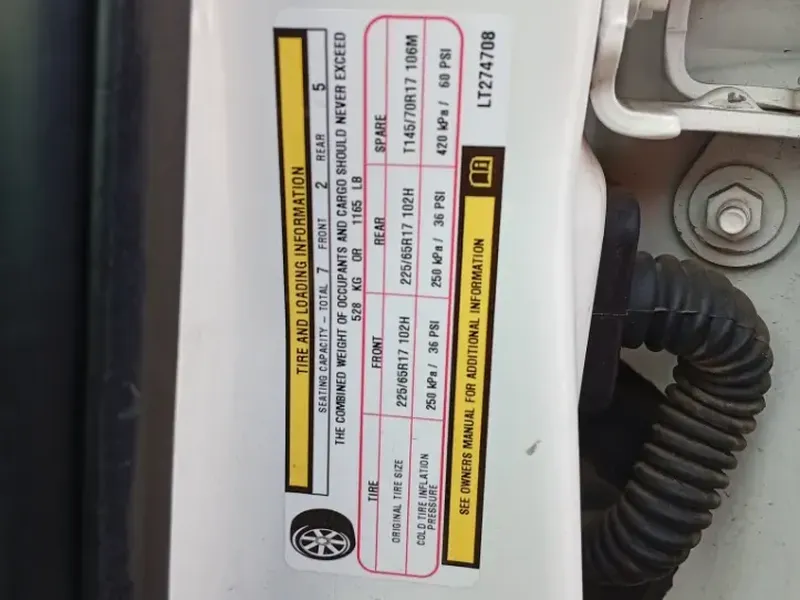 TIRE AND LOADING INFORMATION
SEATING CAPACITY - TOTAL 7 FRONT 2 REAR 5
THE COMBINED WEIGHT OF OCCUPANTS AND CARGO SHOULD NEVER EXCEED
528 KG OR 1165 LB
TIRE FRONT REAR SPARE
ORIGINAL TIRE SIZE 225/65R17 102H 225/65R17 102H T145/70R17 106M
COLD TIRE INFLATION PRESSURE 250 kPa / 36 PSI 250 kPa / 36 PSI 420 kPa / 60 PSI
SEE OWNERS MANUAL FOR ADDITIONAL INFORMATION
LT274708